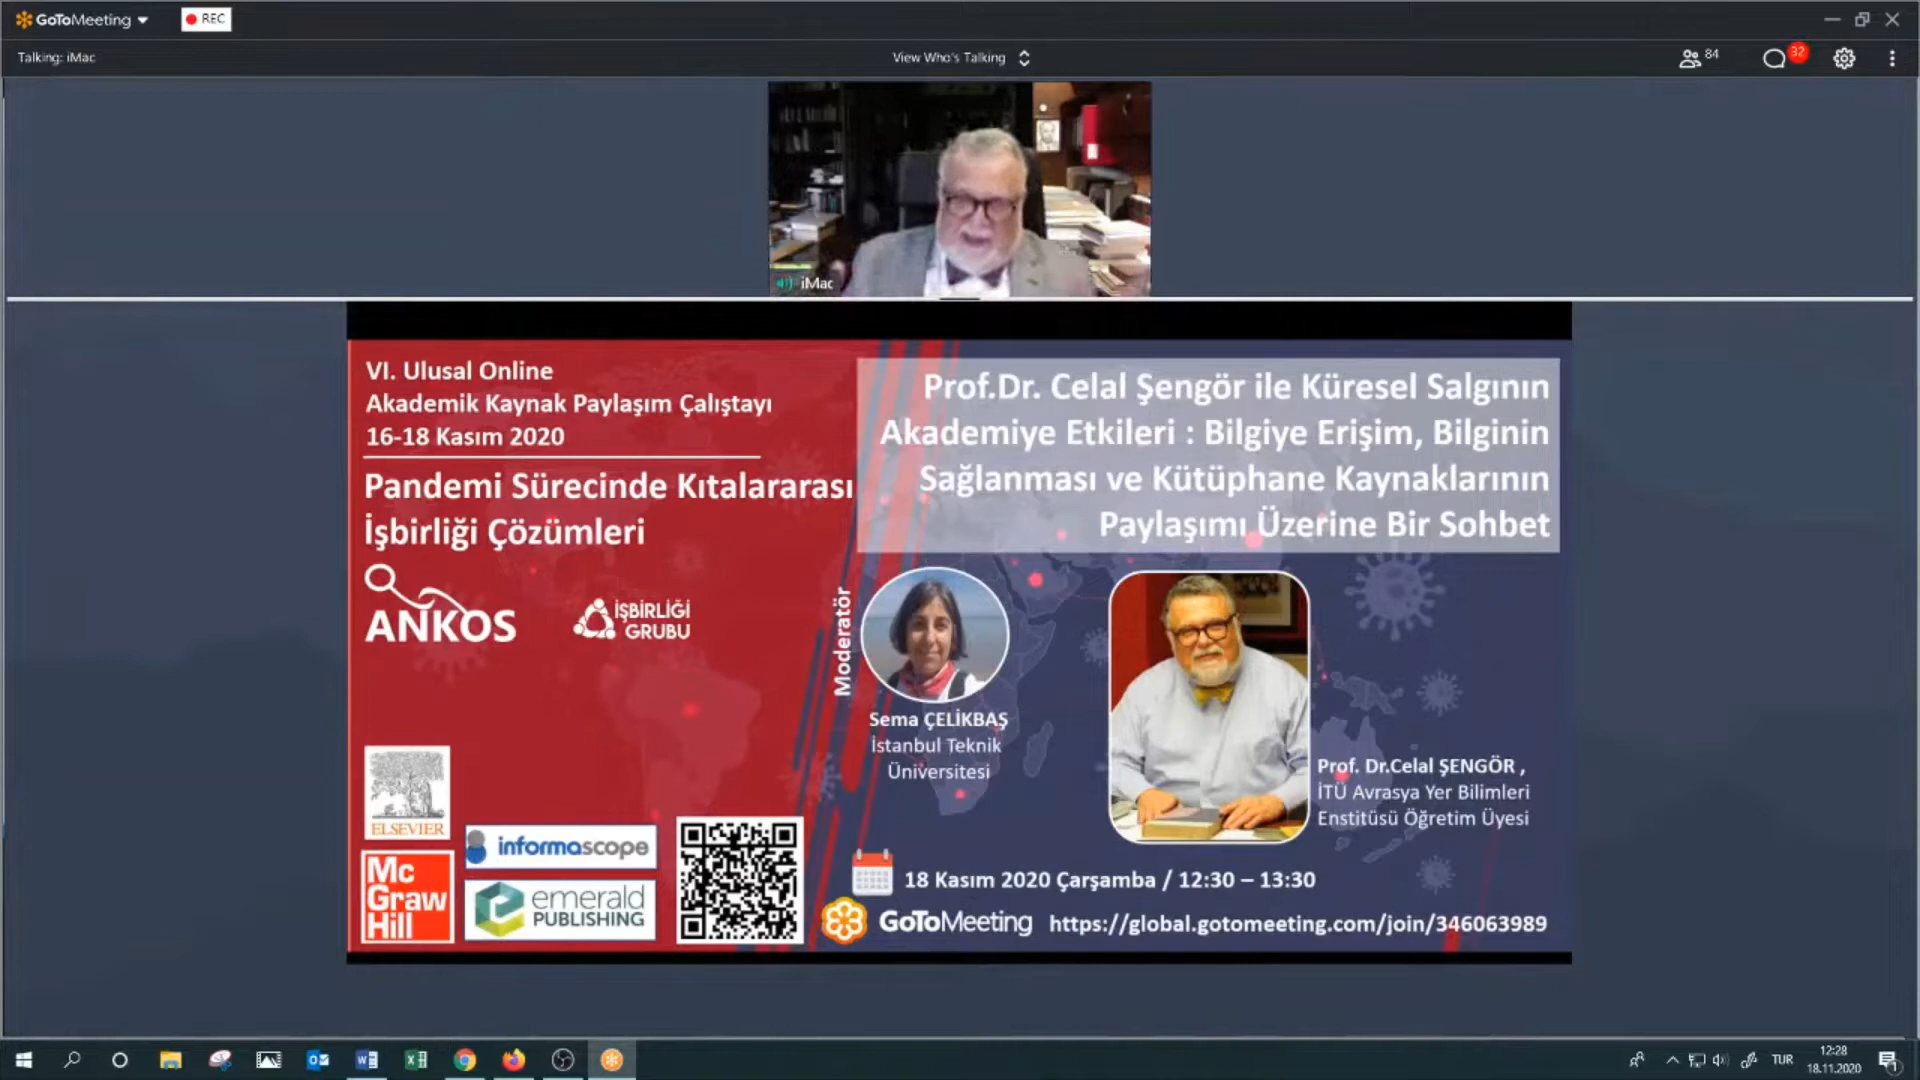 GoToMeeting
REC
Talking: iMac
View Who's Talking
84
32
iMac
VI. Ulusal Online
Akademik Kaynak Paylaşım Çalıştayı
16-18 Kasım 2020
Pandemi Sürecinde Kıtalararası
İşbirliği Çözümleri
ANKOS
İŞBİRLİĞİ
GRUBU
Prof.Dr. Celal Şengör ile Küresel Salgının
Akademiye Etkileri : Bilgiye Erişim, Bilginin
Sağlanması ve Kütüphane Kaynaklarının
Paylaşımı Üzerine Bir Sohbet
Moderatör
Sema ÇELİKBAŞ
İstanbul Teknik
Üniversitesi
Prof. Dr.Celal ŞENGÖR ,
İTÜ Avrasya Yer Bilimleri
Enstitüsü Öğretim Üyesi
ELSEVIER
Mc
Graw
Hill
informascope
emerald
PUBLISHING
18 Kasım 2020 Çarşamba / 12:30 – 13:30
GoToMeeting https://global.gotomeeting.com/join/346063989
TUR
12:28
18.11.2020
1